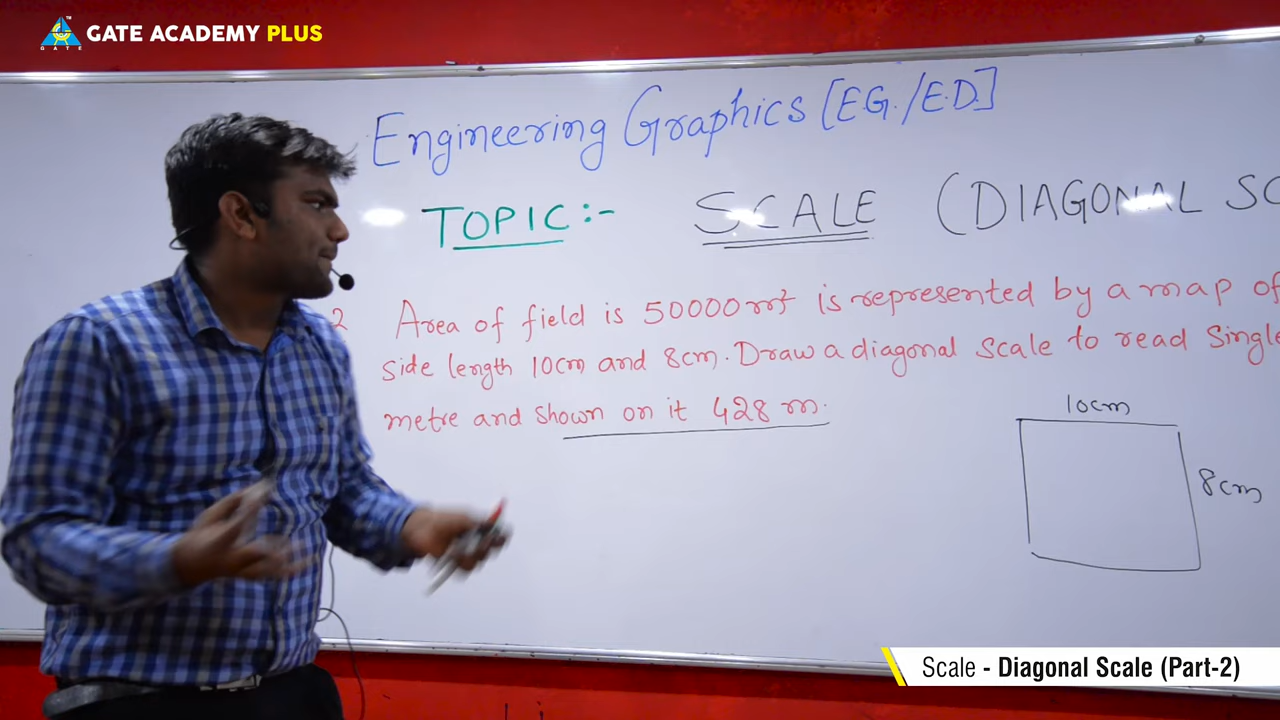 GATE ACADEMY PLUS
GATE
Engineering Graphics [EG./E.D.]
TOPIC:- SCALE (DIAGONAL SC
2 Area of field is 50000 m² is represented by a map of
side length 10cm and 8cm. Draw a diagonal scale to read single
metre and shown on it 428 m.
10cm
8cm
Scale - Diagonal Scale (Part-2)